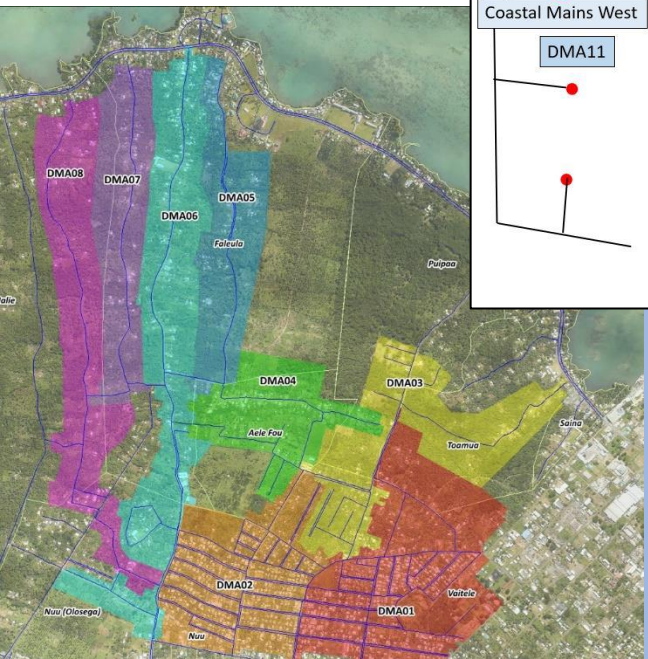 Coastal Mains West
DMA11
DMA08
DMA07
DMA06
DMA05
Faleula
Puipaa
alie
DMA04
DMA03
Aele Fou
Toamua
Saina
DMA02
DMA01
Vaitele
Nuu (Olosega)
Nuu